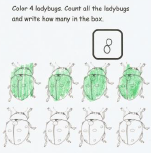 Color 4 ladybugs. Count all the ladybugs
and write how many in the box.
8